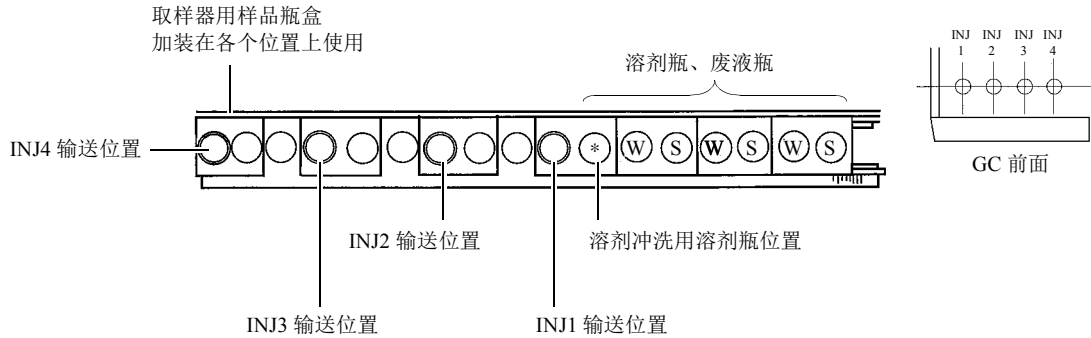 取样器用样品瓶盒
加装在各个位置上使用
溶剂瓶、废液瓶
INJ INJ INJ INJ
1 2 3 4
GC 前面
INJ4 输送位置
* W S W S W S
INJ2 输送位置
溶剂冲洗用溶剂瓶位置
INJ3 输送位置
INJ1 输送位置